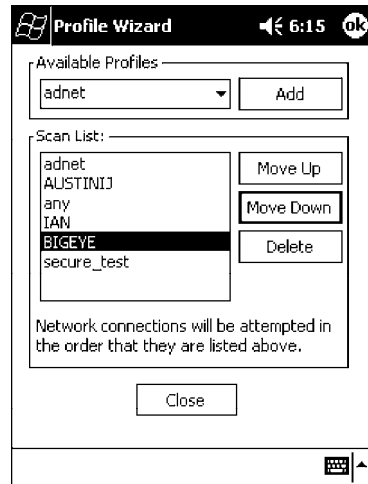 Profile Wizard 6:15 ok
Available Profiles
adnet Add
Scan List:
adnet
AUSTINIJ
any
IAN
BIGEYE
secure_test
Move Up
Move Down
Delete
Network connections will be attempted in
the order that they are listed above.
Close